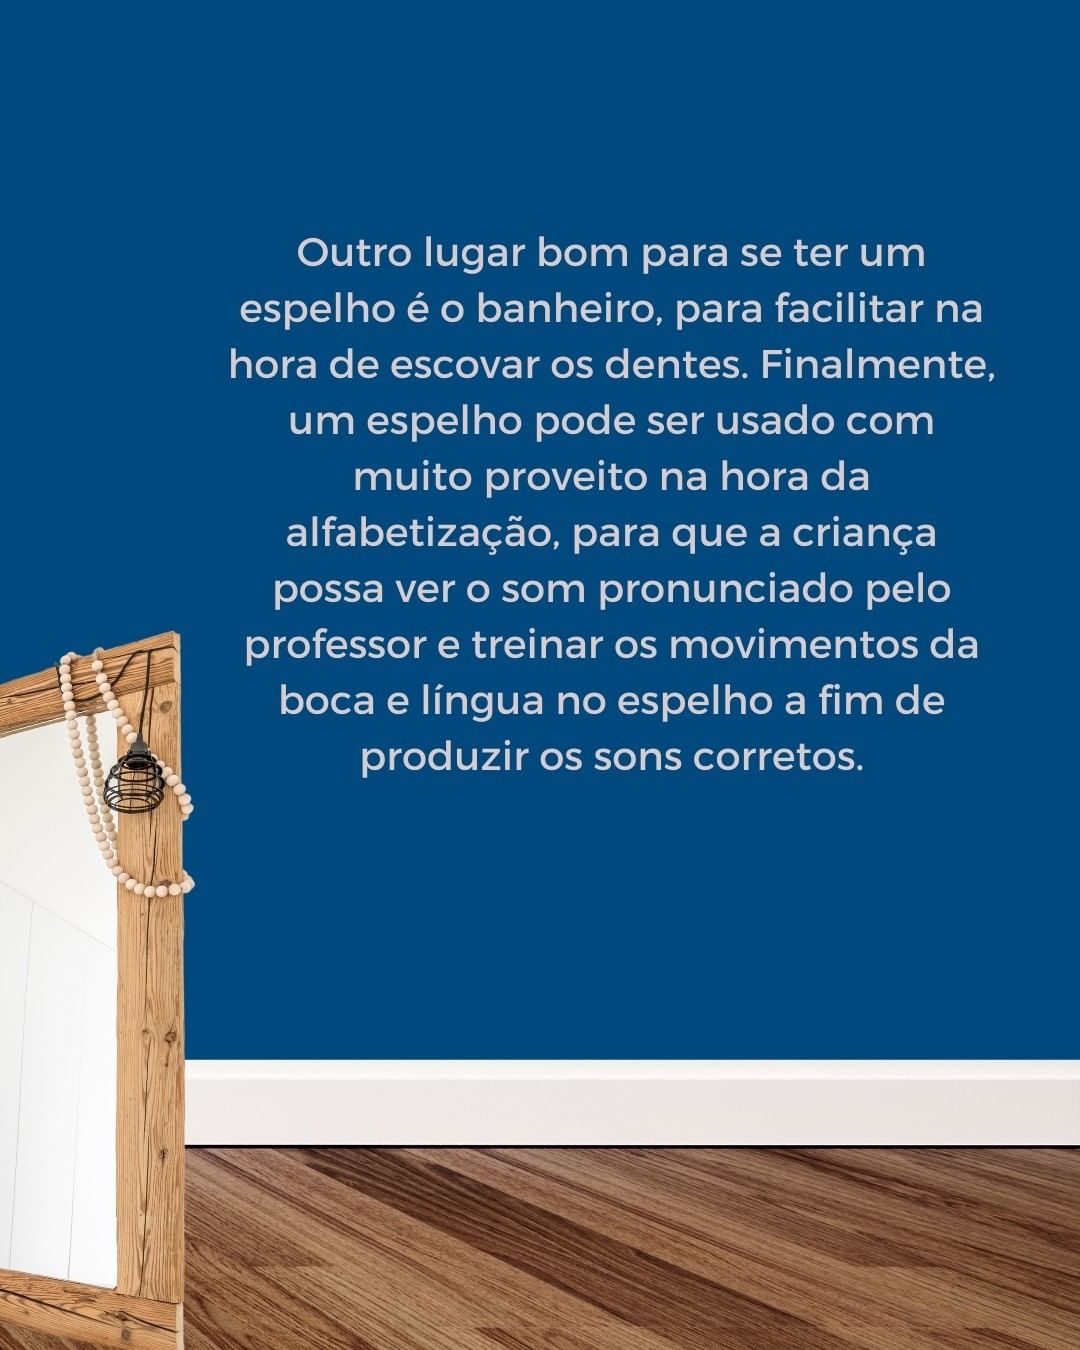 Outro lugar bom para se ter um
espelho é o banheiro, para facilitar na
hora de escovar os dentes. Finalmente,
um espelho pode ser usado com
muito proveito na hora da
alfabetização, para que a criança
possa ver o som pronunciado pelo
professor e treinar os movimentos da
boca e língua no espelho a fim de
produzir os sons corretos.